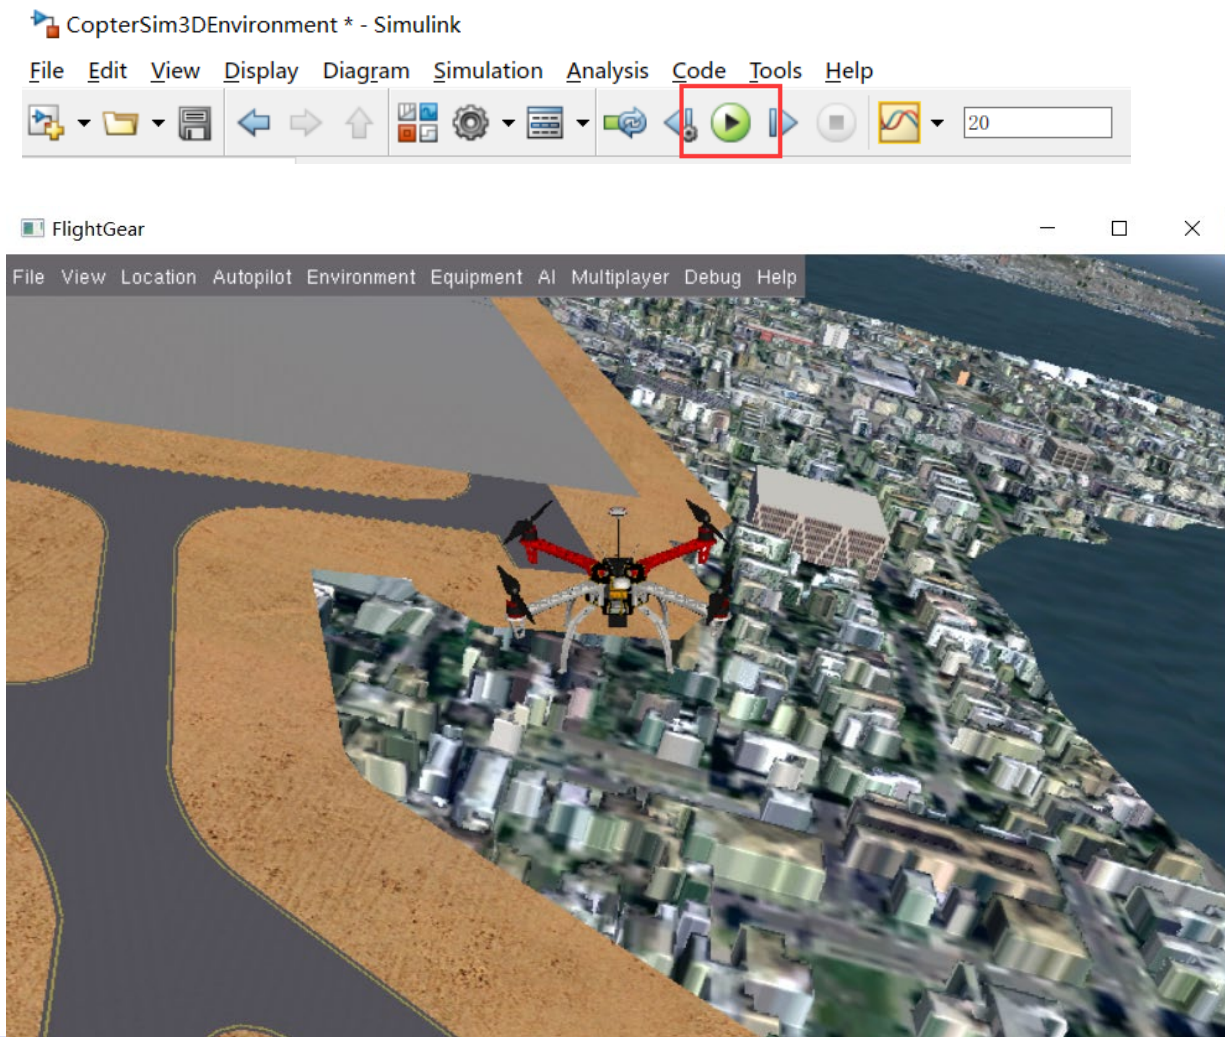 CopterSim3DEnvironment * - Simulink
File Edit View Display Diagram Simulation Analysis Code Tools Help
20
FlightGear
File View Location Autopilot Environment Equipment AI Multiplayer Debug Help